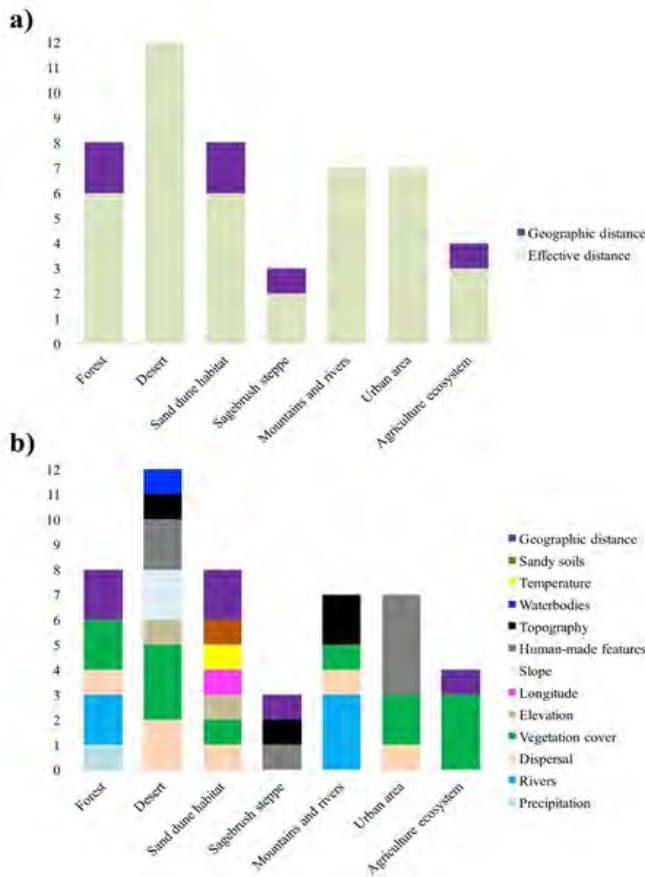 a)
12
11
10
9
8
7
6
5
4
3
2
1
0
Geographic distance
Effective distance
Forest
Desert
Sand dune habitat
Sagebrush steppe
Mountains and rivers
Urban area
Agriculture ecosystem
b)
12
11
10
9
8
7
6
5
4
3
2
1
0
Geographic distance
Sandy soils
Temperature
Waterbodies
Topography
Human-made features
Slope
Longitude
Elevation
Vegetation cover
Dispersal
Rivers
Precipitation
Forest
Desert
Sand dune habitat
Sagebrush steppe
Mountains and rivers
Urban area
Agriculture ecosystem